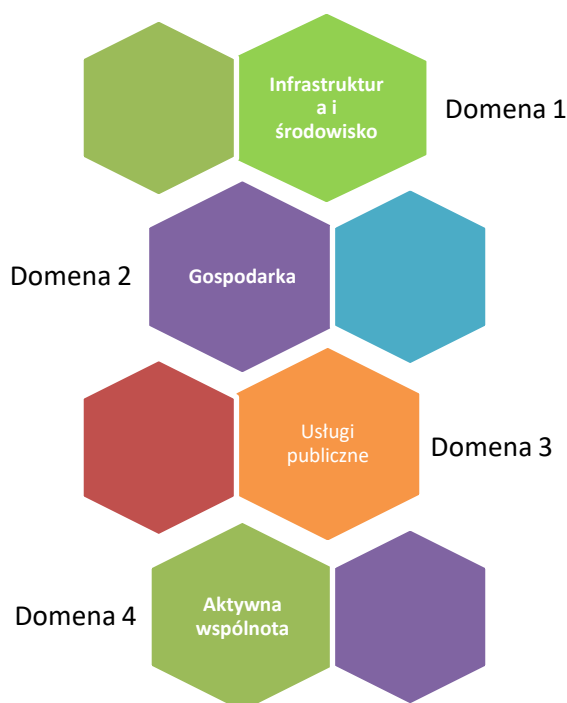 Infrastruktur
a i
środowisko
Domena 1
Domena 2
Gospodarka
Usługi
publiczne
Domena 3
Domena 4
Aktywna
wspólnota